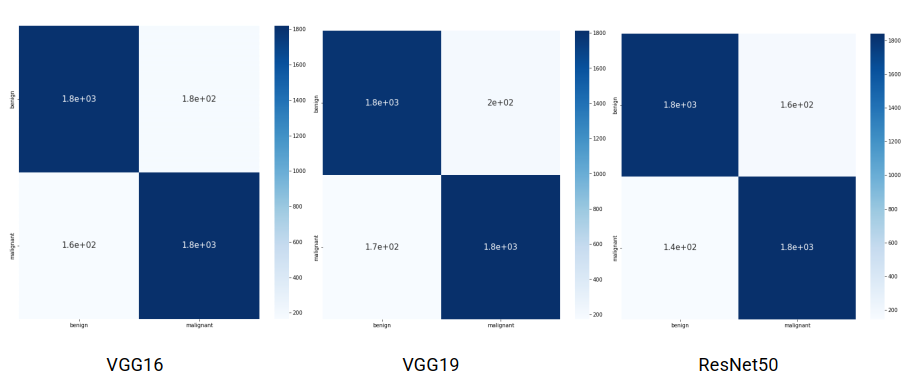 benign
malignant
1.8e+03
1.8e+02
1.6e+02
1.8e+03
benign
malignant
1800
1600
1400
1200
1000
800
600
400
200
VGG16
benign
malignant
1.8e+03
2e+02
1.7e+02
1.8e+03
benign
malignant
1800
1600
1400
1200
1000
800
600
400
200
VGG19
benign
malignant
1.8e+03
1.6e+02
1.4e+02
1.8e+03
benign
malignant
1800
1600
1400
1200
1000
800
600
400
200
ResNet50